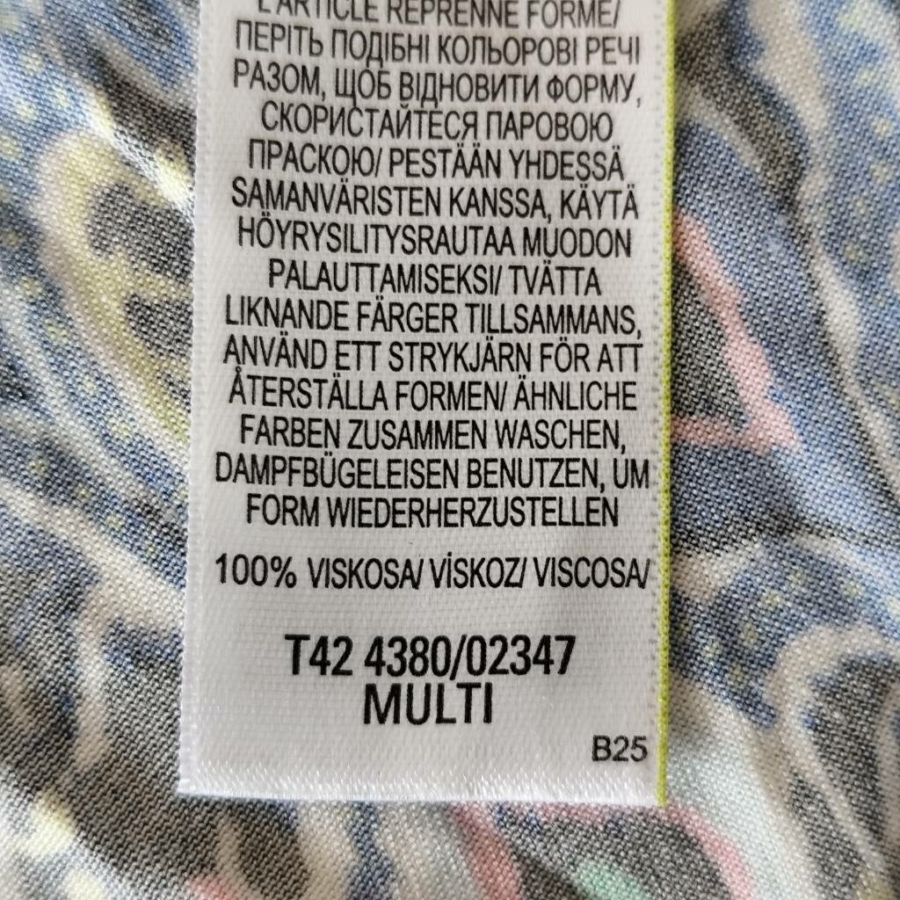 L'ARTICLE REPRENNE FORME/
ПЕРІТЬ ПОДІБНІ КОЛЬОРОВІ РЕЧІ
РАЗОМ, ЩОБ ВІДНОВИТИ ФОРМУ,
СКОРИСТАЙТЕСЯ ПАРОВОЮ
ПРАСКОЮ/ PESTÄÄN YHDESSÄ
SAMANVÄRISTEN KANSSA, KÄYTÄ
HÖYRYSILITYSRAUTAA MUODON
PALAUTTAMISEKSI/ TVÄTTA
LIKNANDE FÄRGER TILLSAMMANS,
ANVÄND ETT STRYKJÄRN FÖR ATT
ÅTERSTÄLLA FORMEN/ ÄHNLICHE
FARBEN ZUSAMMEN WASCHEN,
DAMPFBÜGELEISEN BENUTZEN, UM
FORM WIEDERHERZUSTELLEN
100% VISKOSA/ VİSKOZ/ VISCOSA/
T42 4380/02347
MULTI
B25